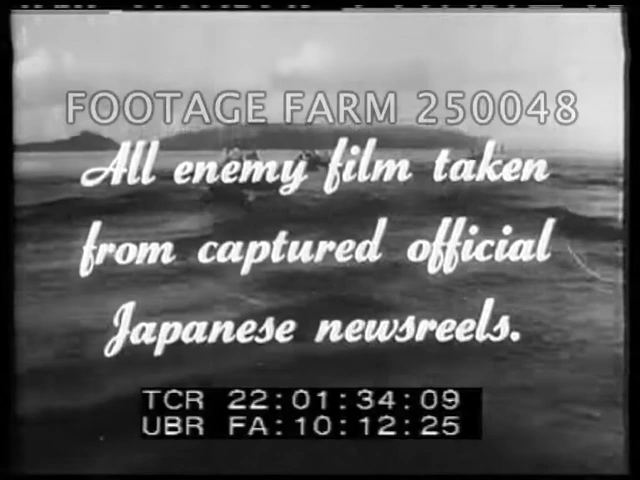 FOOTAGE FARM 250048
All enemy film taken
from captured official
Japanese newsreels.
TCR 22:01:34:09
UBR FA:10:12:25